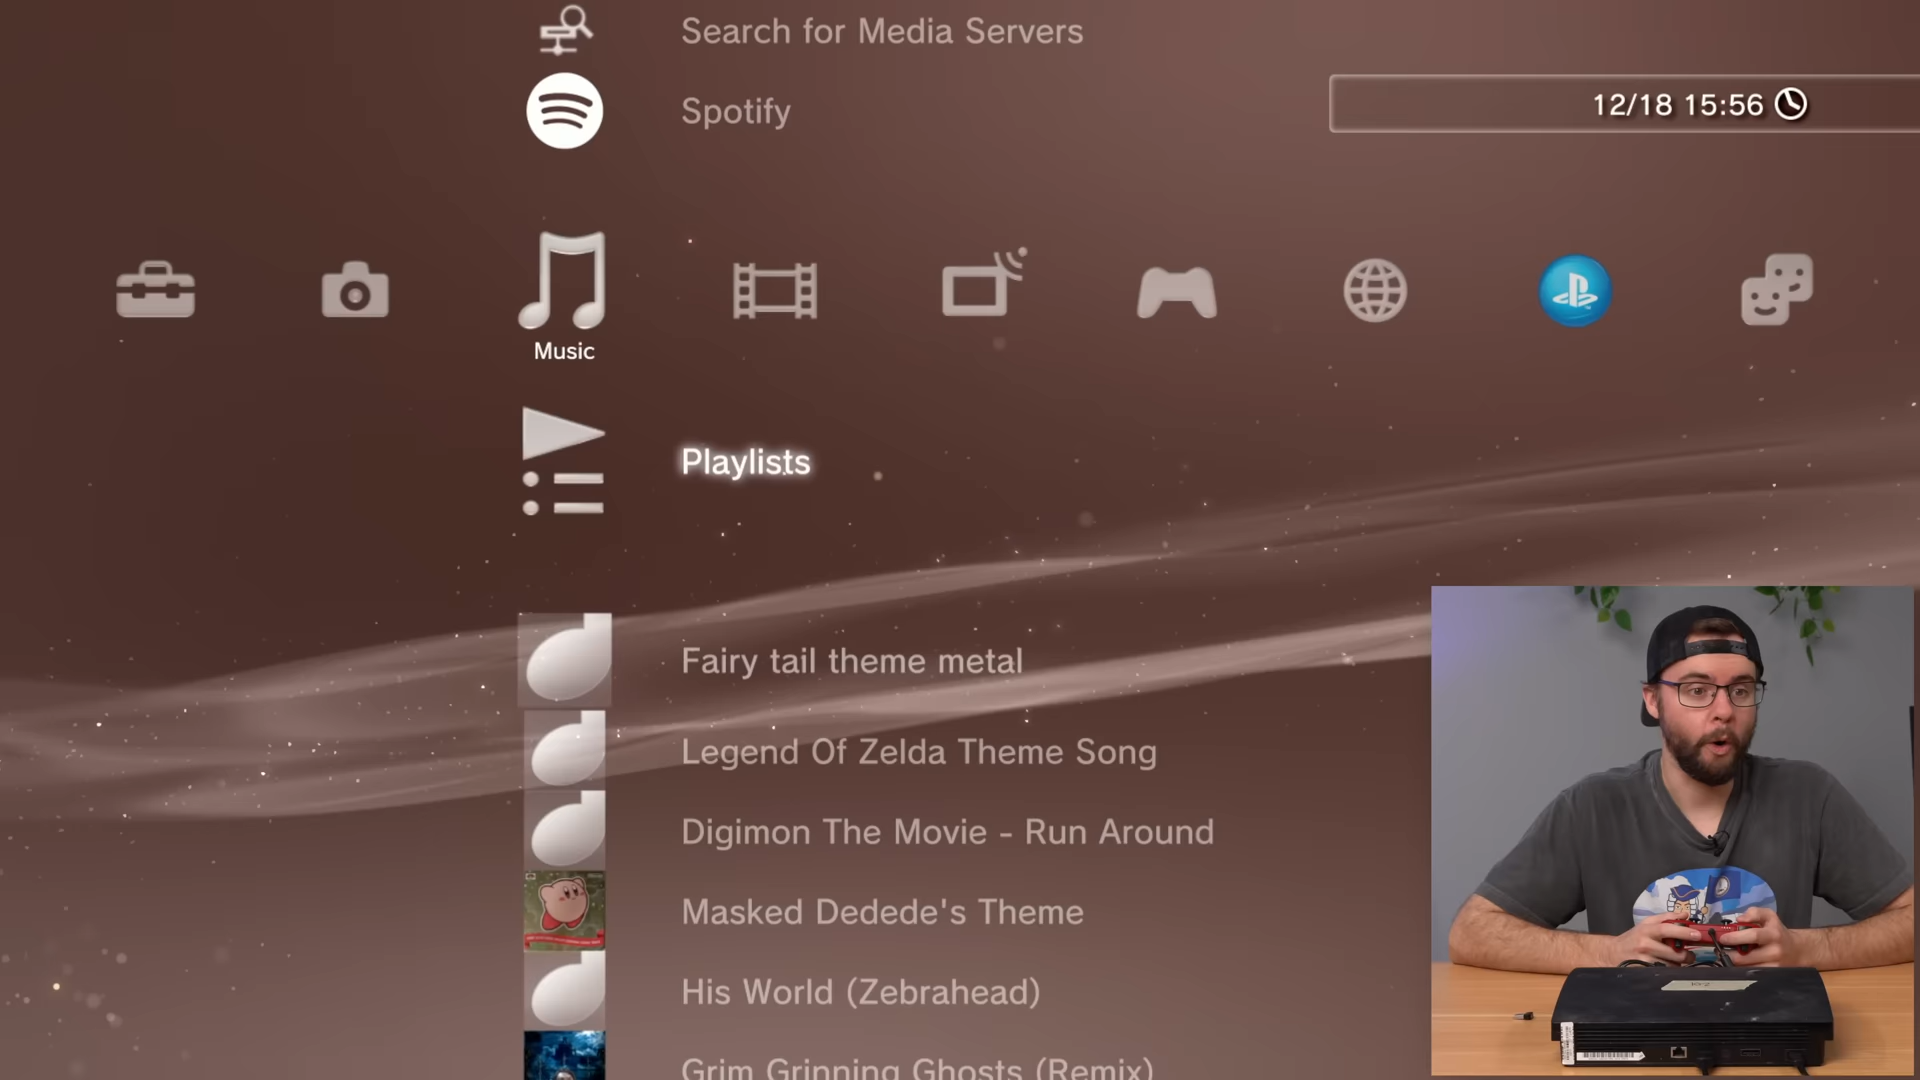 Search for Media Servers
Spotify
12/18 15:56
Music
Playlists
Fairy tail theme metal
Legend Of Zelda Theme Song
Digimon The Movie - Run Around
Masked Dedede's Theme
His World (Zebrahead)
Grim Grinning Ghosts (Remix)